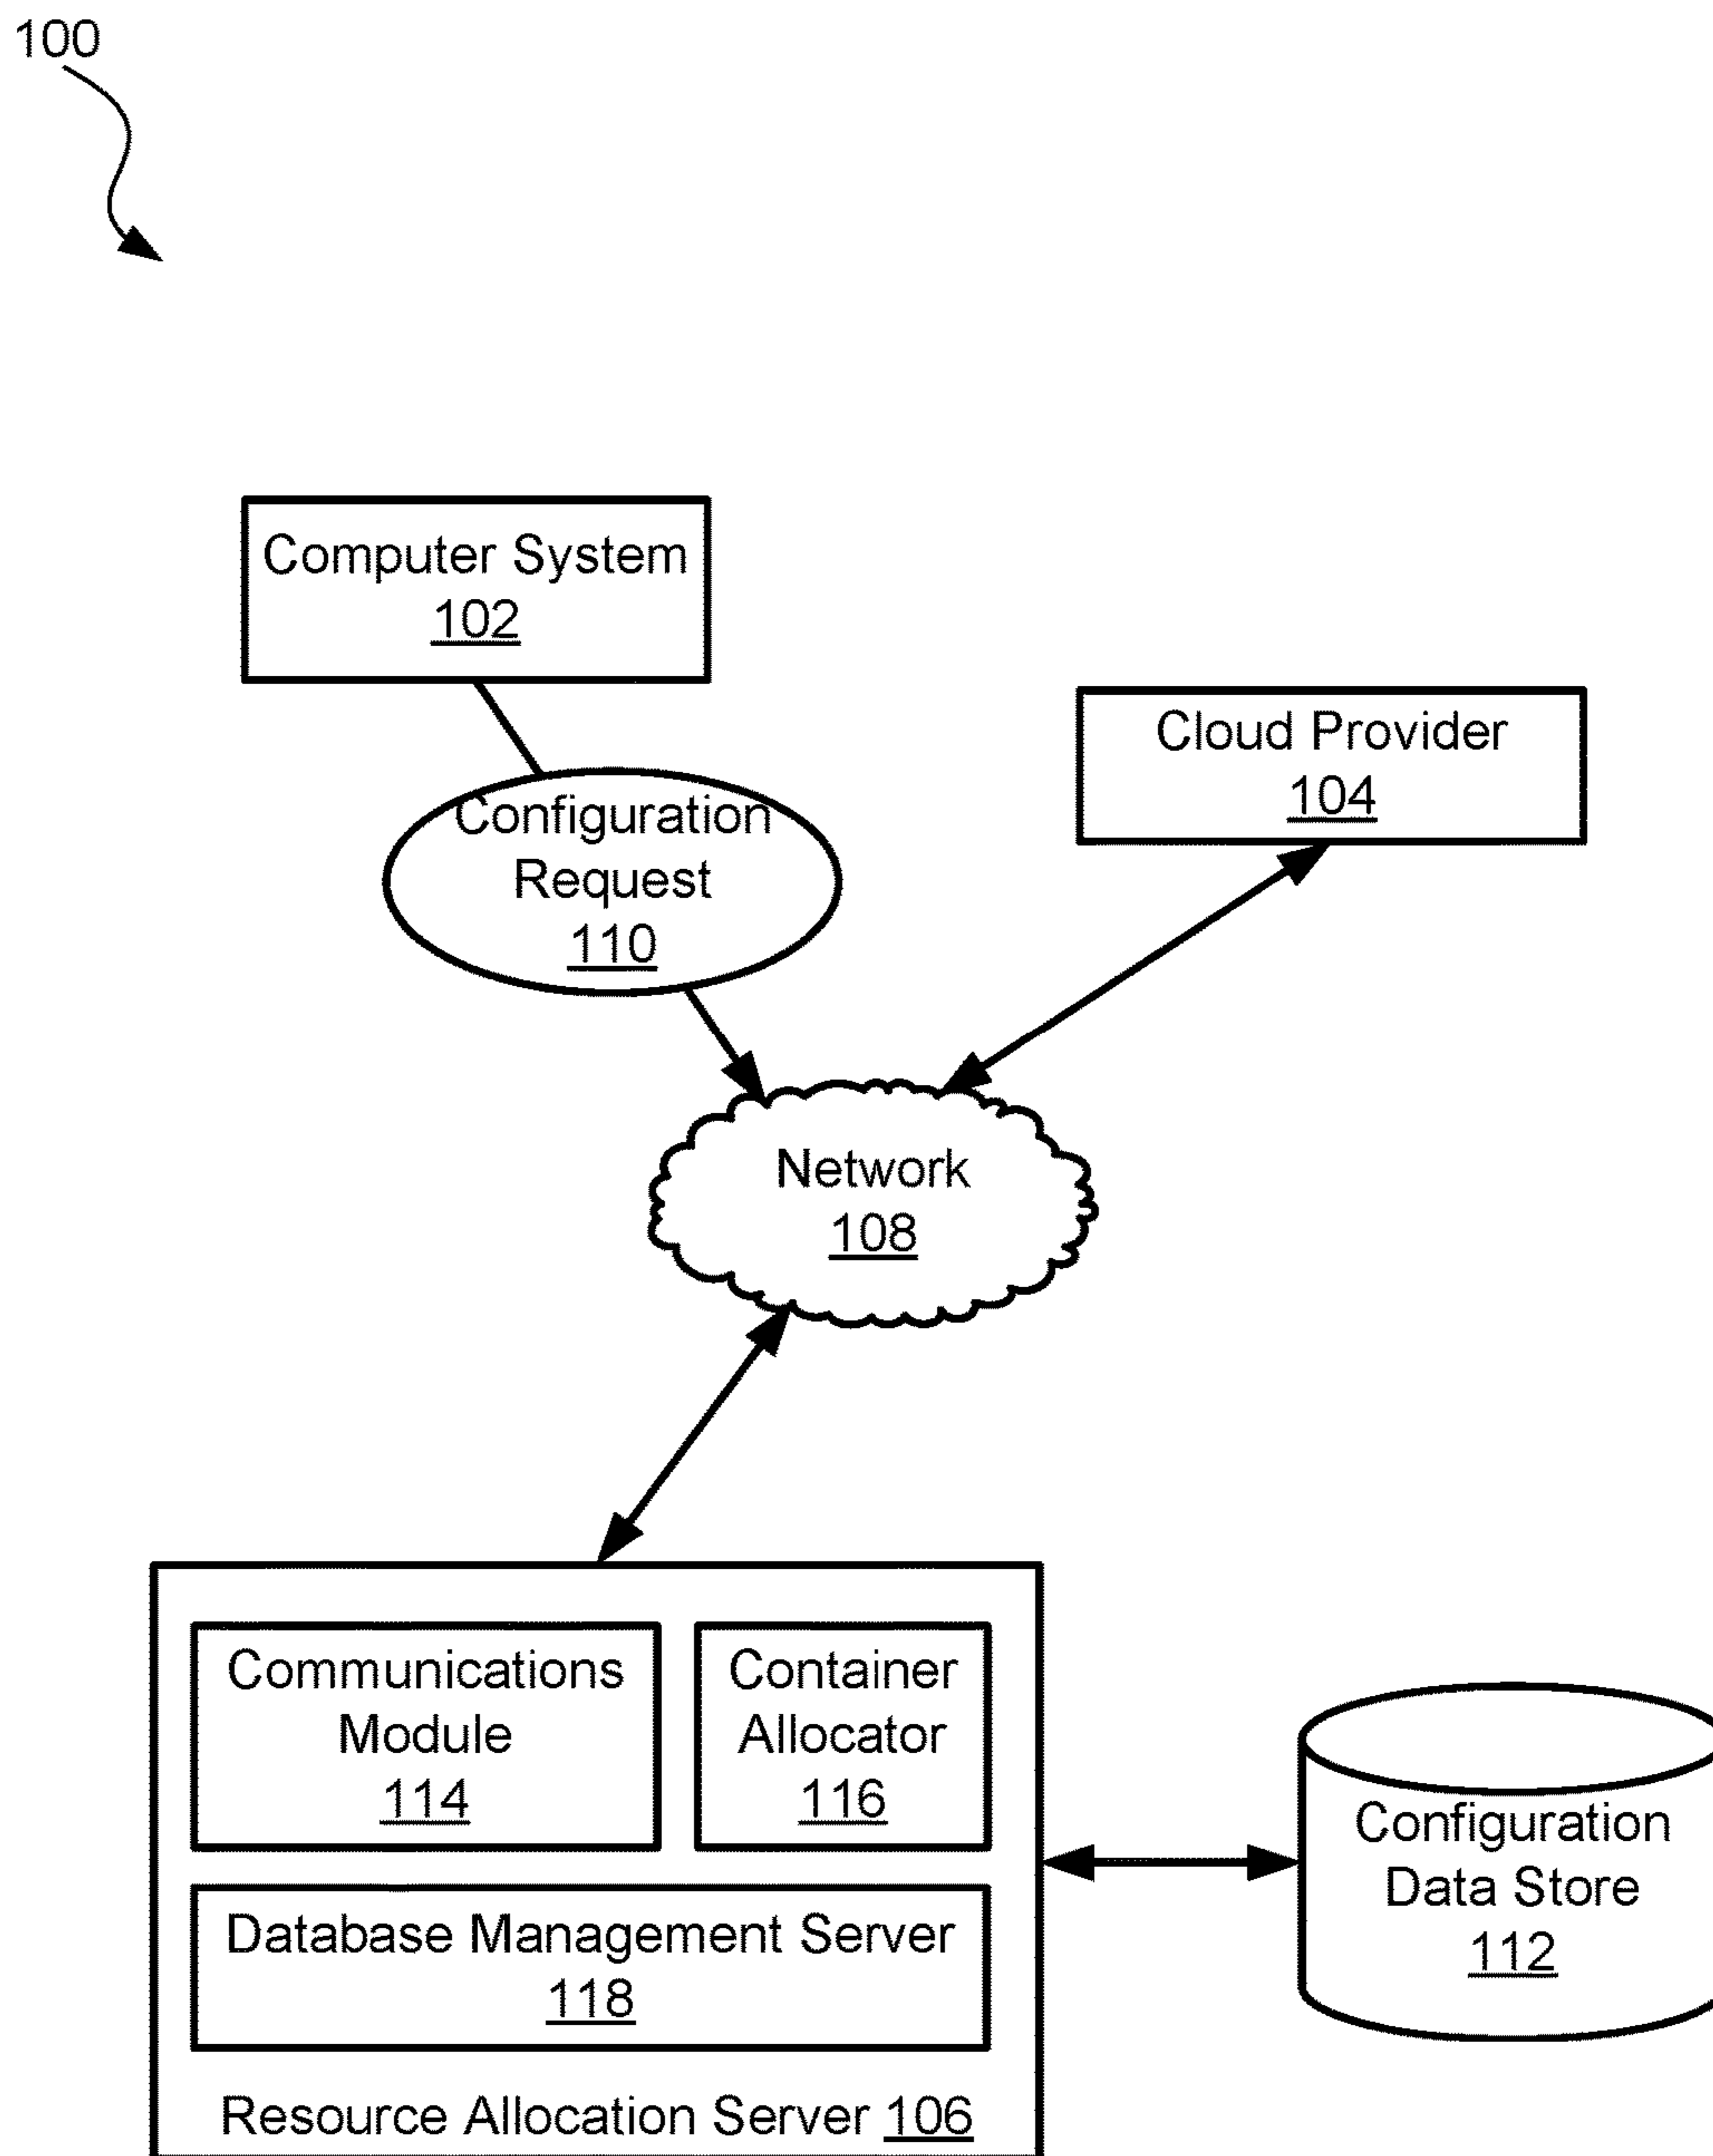 100
Computer System
102
Cloud Provider
104
Configuration
Request
110
Network
108
Communications
Module
114
Container
Allocator
116
Configuration
Data Store
112
Database Management Server
118
Resource Allocation Server 106